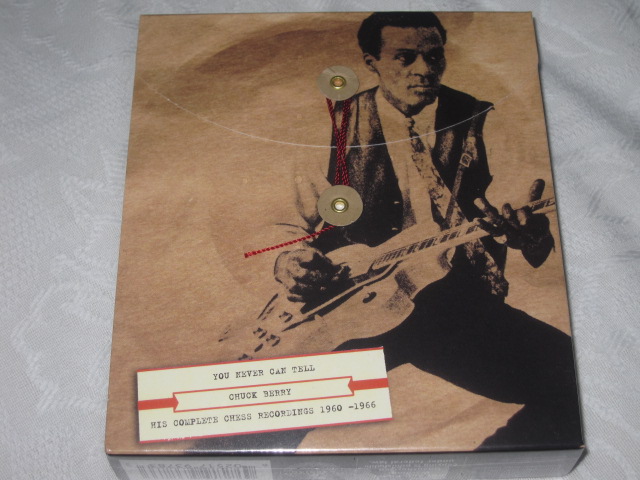 YOU NEVER CAN TELL
CHUCK BERRY
HIS COMPLETE CHESS RECORDINGS 1960 -1966